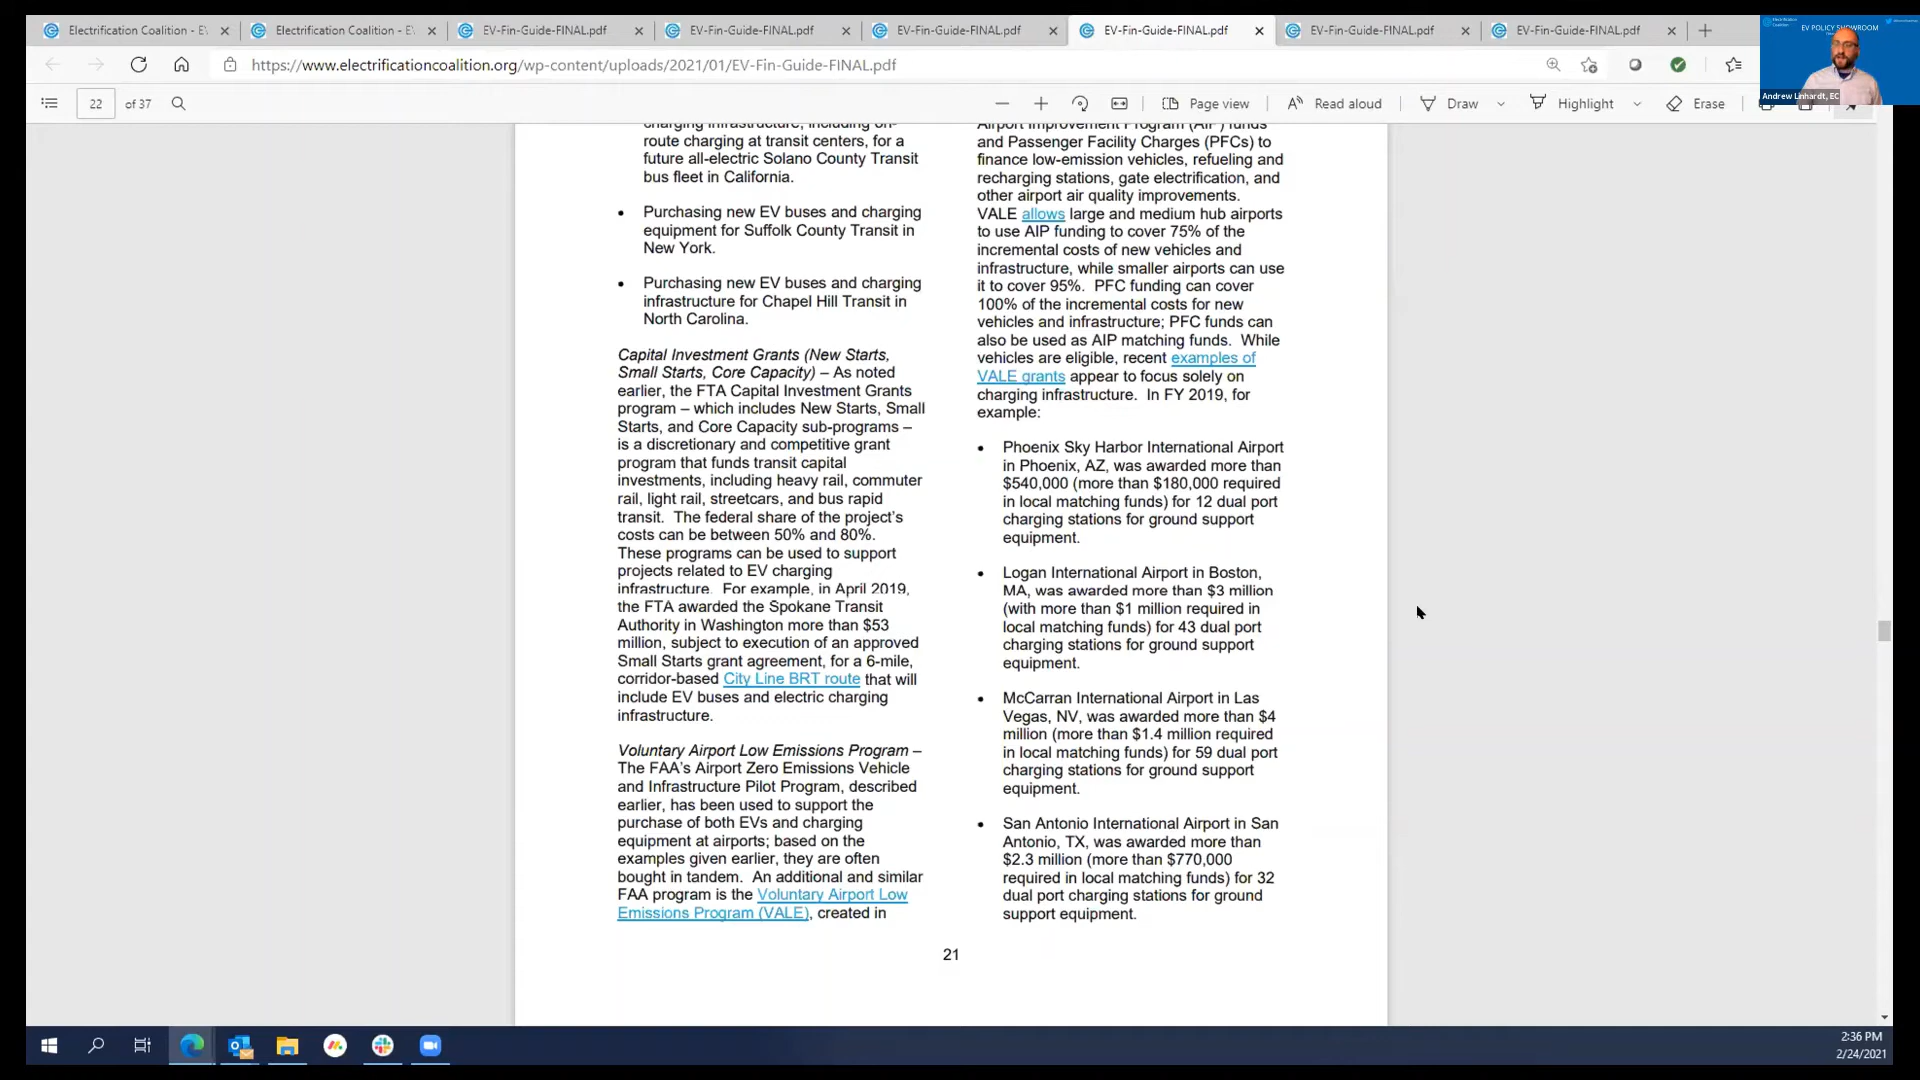 Electrification Coalition - E\
Electrification Coalition - E\
EV-Fin-Guide-FINAL.pdf
EV-Fin-Guide-FINAL.pdf
EV-Fin-Guide-FINAL.pdf
EV-Fin-Guide-FINAL.pdf
EV-Fin-Guide-FINAL.pdf
EV-Fin-Guide-FINAL.pdf
https://www.electrificationcoalition.org/wp-content/uploads/2021/01/EV-Fin-Guide-FINAL.pdf
EV POLICY SHOWROOM
Andrew Linhardt, EC
22 of 37
Page view
Read aloud
Draw
Highlight
Erase
charging infrastructure, including on-
route charging at transit centers, for a
future all-electric Solano County Transit
bus fleet in California.
• Purchasing new EV buses and charging
equipment for Suffolk County Transit in
New York.
• Purchasing new EV buses and charging
infrastructure for Chapel Hill Transit in
North Carolina.
Capital Investment Grants (New Starts,
Small Starts, Core Capacity) – As noted
earlier, the FTA Capital Investment Grants
program – which includes New Starts, Small
Starts, and Core Capacity sub-programs –
is a discretionary and competitive grant
program that funds transit capital
investments, including heavy rail, commuter
rail, light rail, streetcars, and bus rapid
transit. The federal share of the project's
costs can be between 50% and 80%.
These programs can be used to support
projects related to EV charging
infrastructure. For example, in April 2019,
the FTA awarded the Spokane Transit
Authority in Washington more than $53
million, subject to execution of an approved
Small Starts grant agreement, for a 6-mile,
corridor-based City Line BRT route that will
include EV buses and electric charging
infrastructure.
Voluntary Airport Low Emissions Program –
The FAA's Airport Zero Emissions Vehicle
and Infrastructure Pilot Program, described
earlier, has been used to support the
purchase of both EVs and charging
equipment at airports; based on the
examples given earlier, they are often
bought in tandem. An additional and similar
FAA program is the Voluntary Airport Low
Emissions Program (VALE), created in
Airport Improvement Program (AIP) funds
and Passenger Facility Charges (PFCs) to
finance low-emission vehicles, refueling and
recharging stations, gate electrification, and
other airport air quality improvements.
VALE allows large and medium hub airports
to use AIP funding to cover 75% of the
incremental costs of new vehicles and
infrastructure, while smaller airports can use
it to cover 95%. PFC funding can cover
100% of the incremental costs for new
vehicles and infrastructure; PFC funds can
also be used as AIP matching funds. While
vehicles are eligible, recent examples of
VALE grants appear to focus solely on
charging infrastructure. In FY 2019, for
example:
• Phoenix Sky Harbor International Airport
in Phoenix, AZ, was awarded more than
$540,000 (more than $180,000 required
in local matching funds) for 12 dual port
charging stations for ground support
equipment.
• Logan International Airport in Boston,
MA, was awarded more than $3 million
(with more than $1 million required in
local matching funds) for 43 dual port
charging stations for ground support
equipment.
• McCarran International Airport in Las
Vegas, NV, was awarded more than $4
million (more than $1.4 million required
in local matching funds) for 59 dual port
charging stations for ground support
equipment.
• San Antonio International Airport in San
Antonio, TX, was awarded more than
$2.3 million (more than $770,000
required in local matching funds) for 32
dual port charging stations for ground
support equipment.
21
2:36 PM
2/24/2021